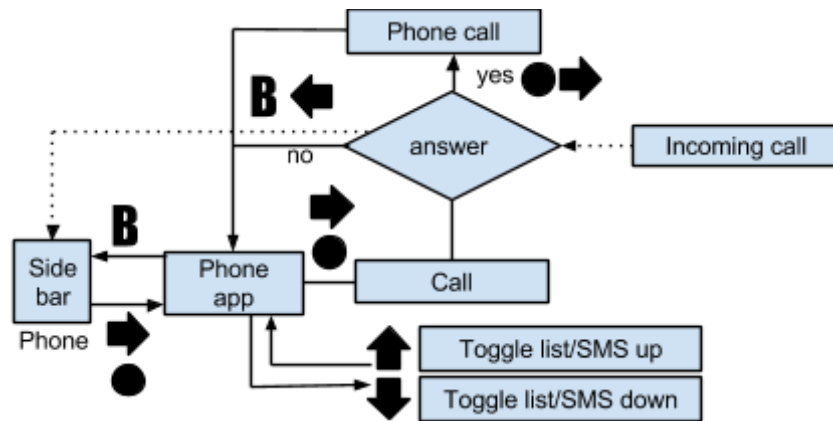 Phone call
yes
B
answer
Incoming call
no
B
Side
bar
Phone
app
Call
Phone
Toggle list/SMS up
Toggle list/SMS down